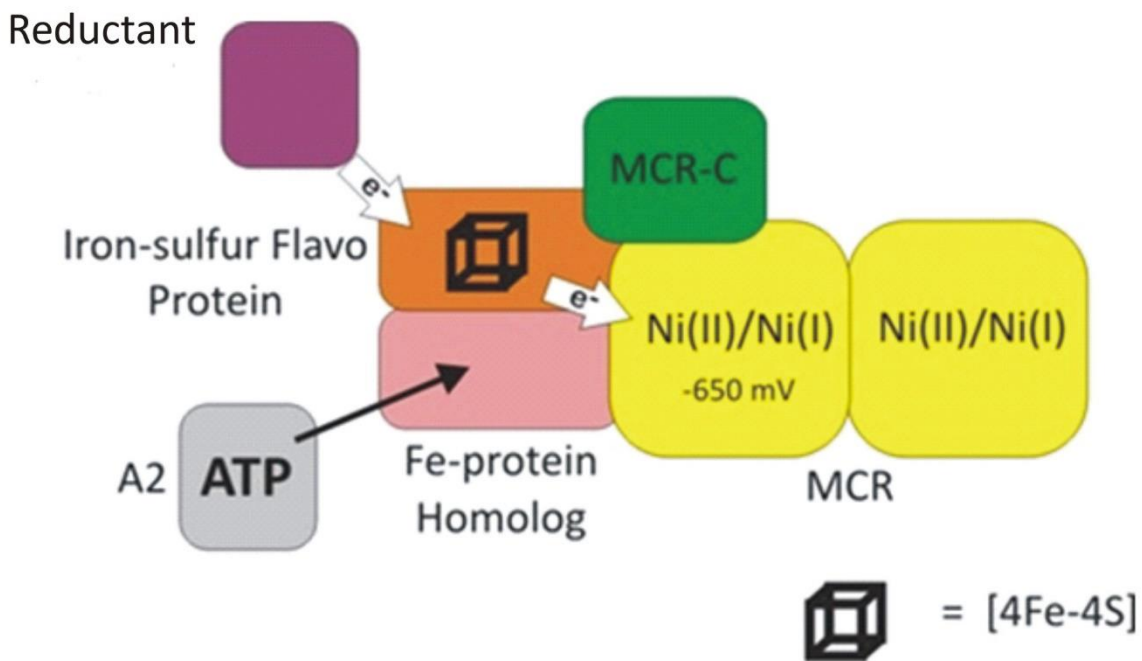 Reductant
e-
MCR-C
Iron-sulfur Flavo
Protein
e-
Ni(II)/Ni(I)
Ni(II)/Ni(I)
-650 mV
A2
ATP
Fe-protein
Homolog
MCR
= [4Fe-4S]